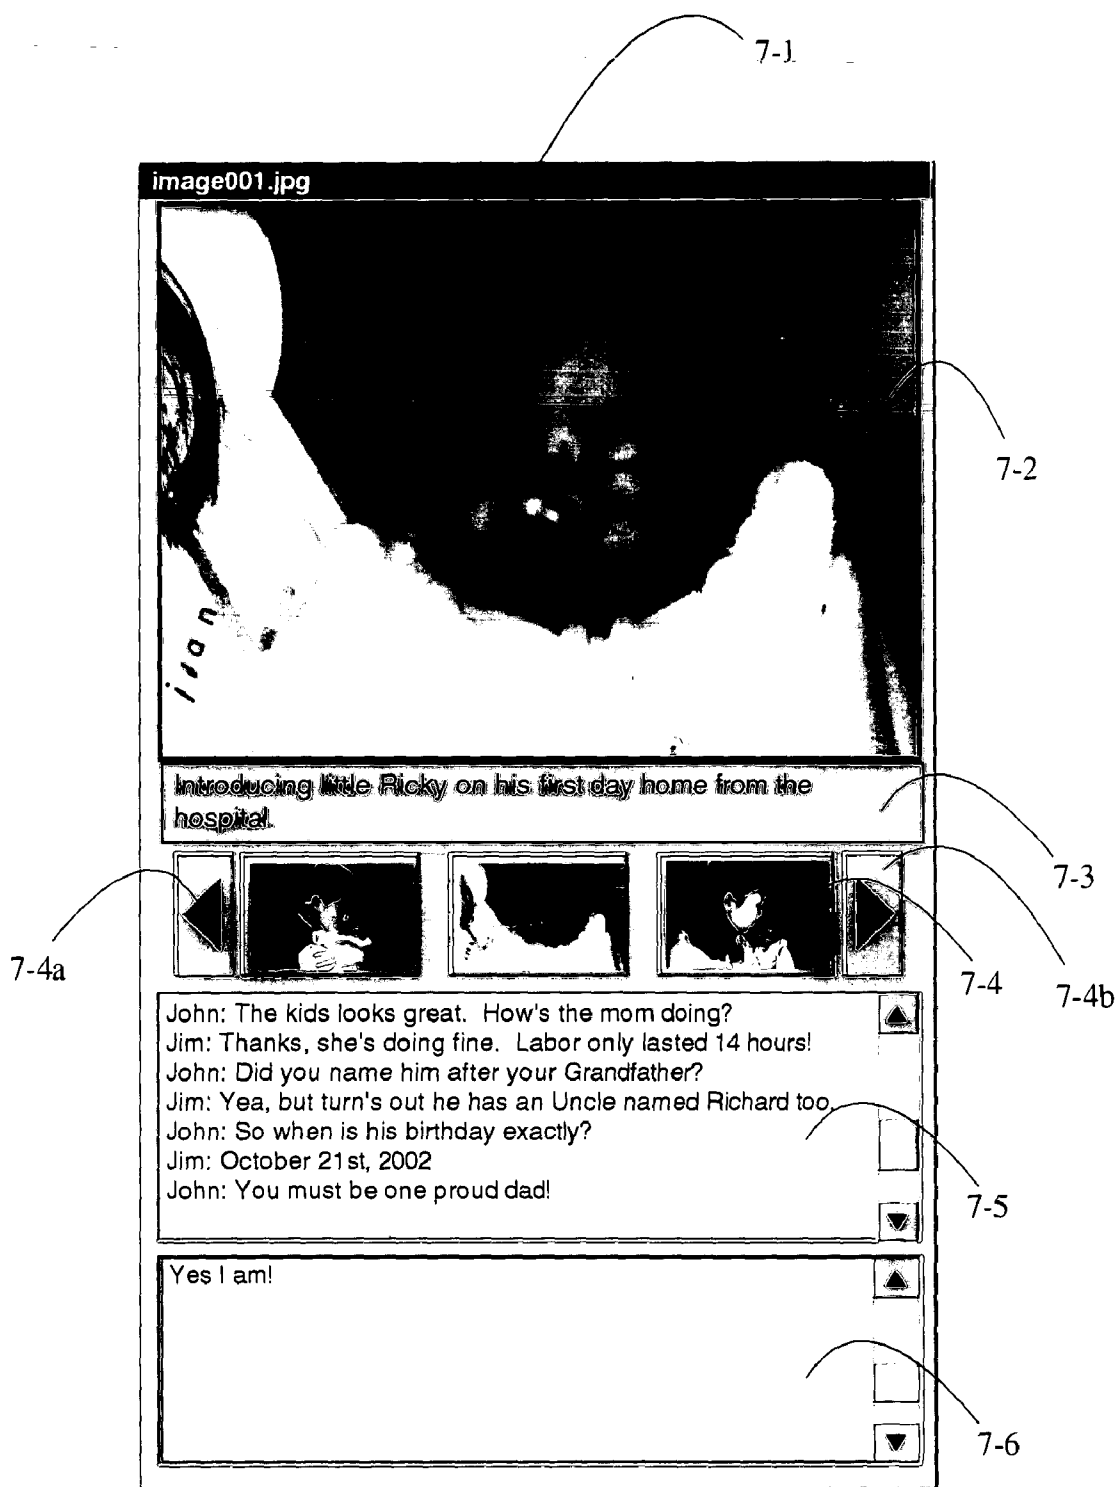 7-1
image001.jpg
7-2
Introducing little Ricky on his first day home from the
hospital.
7-3
7-4a
7-4
7-4b
John: The kids looks great.  How's the mom doing?
Jim: Thanks, she's doing fine.  Labor only lasted 14 hours!
John: Did you name him after your Grandfather?
Jim: Yea, but turn's out he has an Uncle named Richard too.
John: So when is his birthday exactly?
Jim: October 21st, 2002
John: You must be one proud dad!
7-5
Yes I am!
7-6